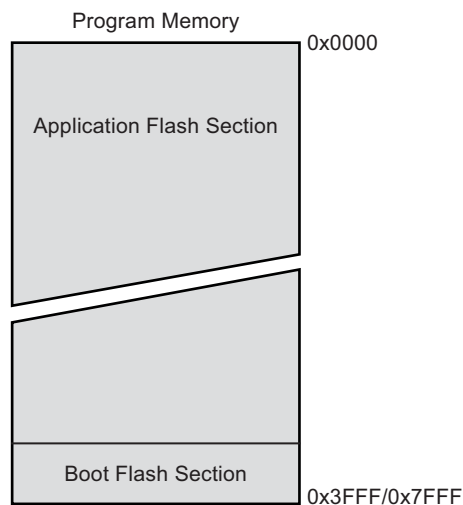 Program Memory
0x0000
Application Flash Section
Boot Flash Section
0x3FFF/0x7FFF